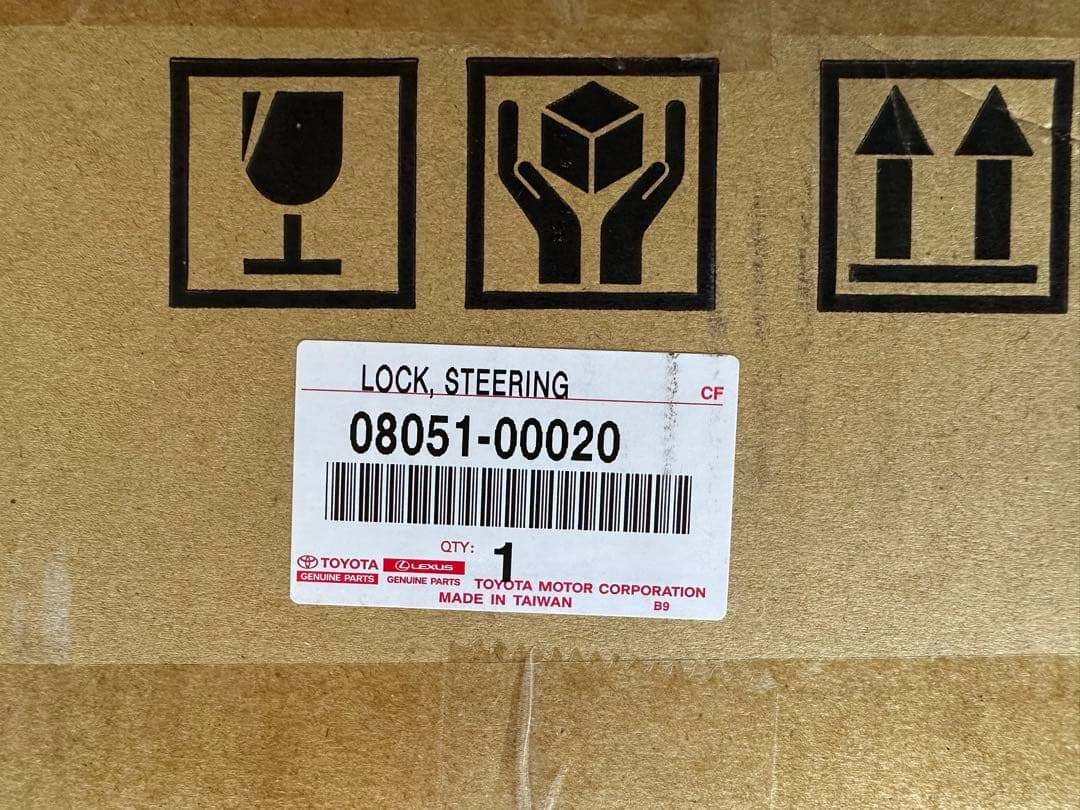 LOCK, STEERING
CF
08051-00020
QTY: 1
TOYOTA LEXUS
GENUINE PARTS GENUINE PARTS
TOYOTA MOTOR CORPORATION
MADE IN TAIWAN B9